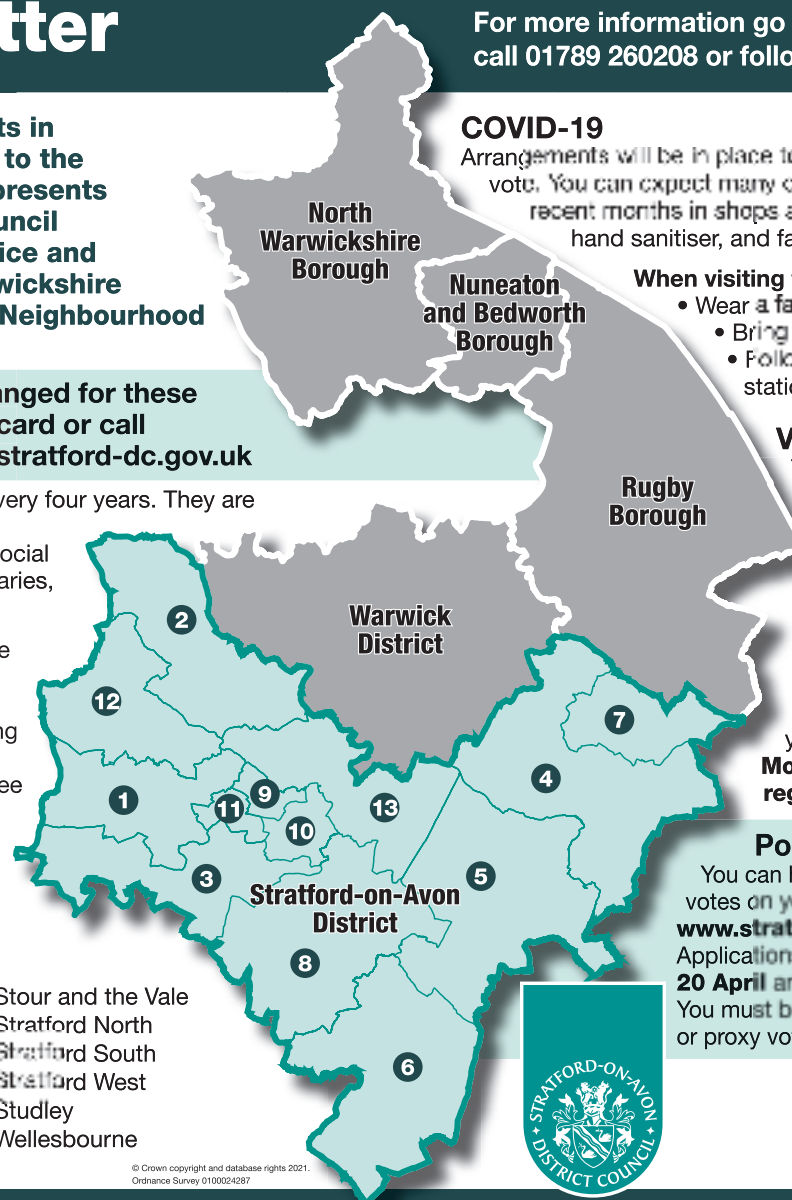 tter
For more information go
call 01789 260208 or follo
ts in
to the
presents
uncil
ice and
wickshire
Neighbourhood
COVID-19
Arrangements will be in place to
vote. You can expect many o
recent months in shops a
hand sanitiser, and fa
When visiting
• Wear a fa
• Bring
• Follo
static
North
Warwickshire
Borough
Nuneaton
and Bedworth
Borough
anged for these
card or call
stratford-dc.gov.uk
very four years. They are
ocial
aries,
e
ng
ee
Rugby
Borough
Warwick
District
2
12
7
1
11
9
10
13
4
3
5
Stratford-on-Avon
District
8
6
y
Mo
reg
Po
You can
votes on y
www.strat
Application
20 April an
You must b
or proxy vo
Stour and the Vale
Stratford North
Stratford South
Stratford West
Studley
Wellesbourne
STRATFORD-ON-AVON
DISTRICT COUNCIL
© Crown copyright and database rights 2021.
Ordnance Survey 0100024287